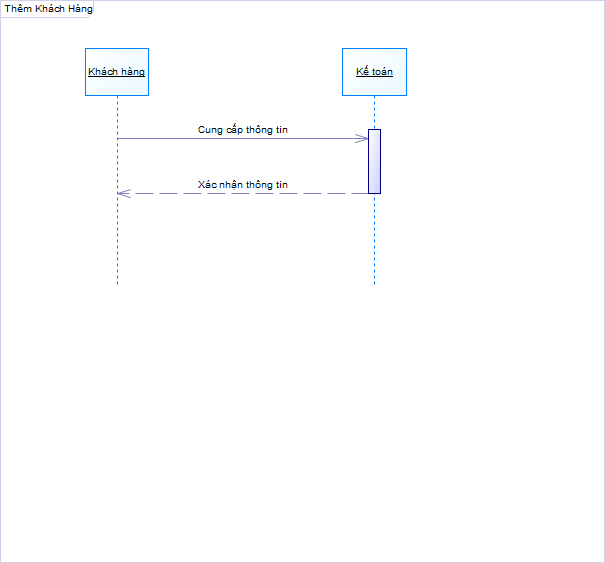 Thêm Khách Hàng
Khách hàng
Kế toán
Cung cấp thông tin
Xác nhận thông tin